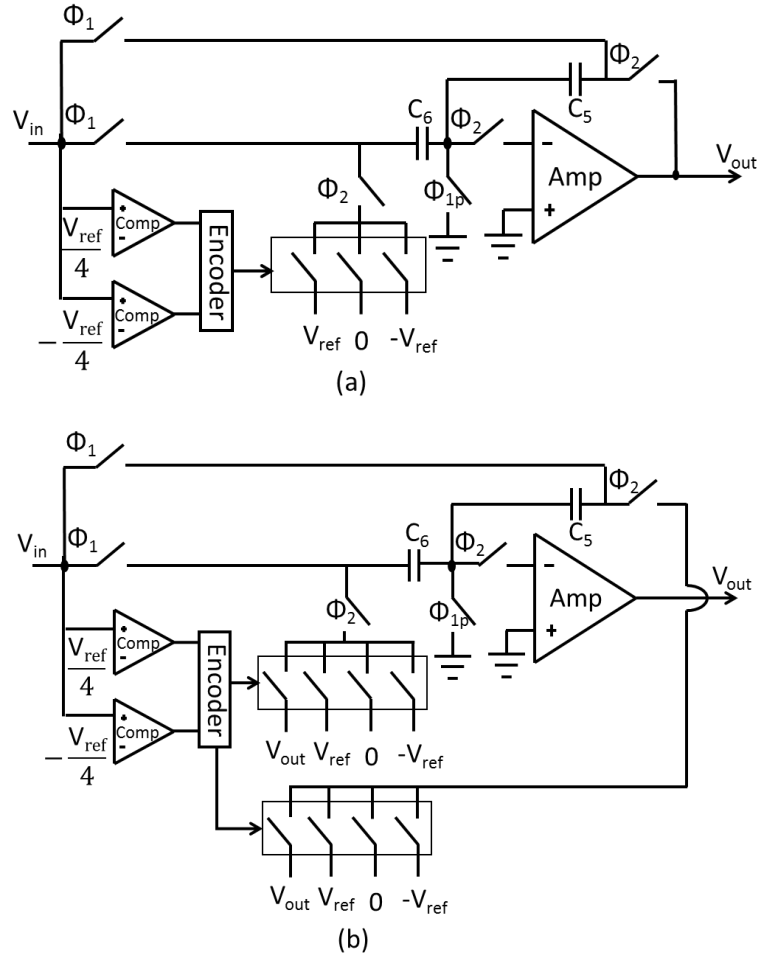 Φ1
Φ2
Vin
Φ1
C6
Φ2
C5
Vout
Φ2
Φ1p
-
Amp
+
+
Comp
-
Vref
4
Encoder
+
Comp
-
−Vref
4
Vref 0 -Vref
(a)
Φ1
Φ2
Vin
Φ1
C6
Φ2
C5
Vout
Φ2
Φ1p
-
Amp
+
+
Comp
-
Vref
4
Encoder
+
Comp
-
−Vref
4
Vout Vref 0 -Vref
Vout Vref 0 -Vref
(b)